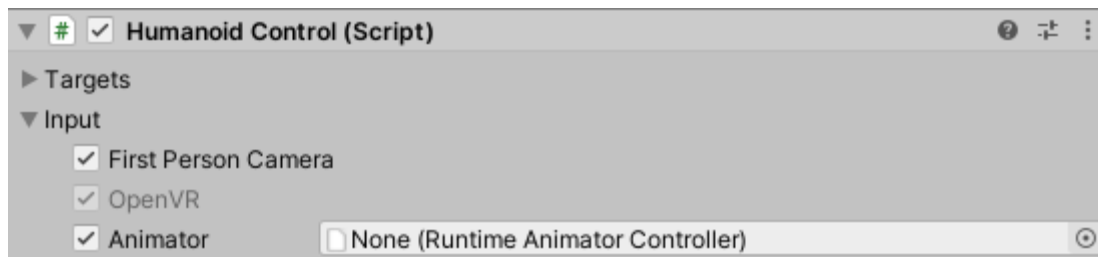 Humanoid Control (Script)
Targets
Input
First Person Camera
OpenVR
Animator None (Runtime Animator Controller)